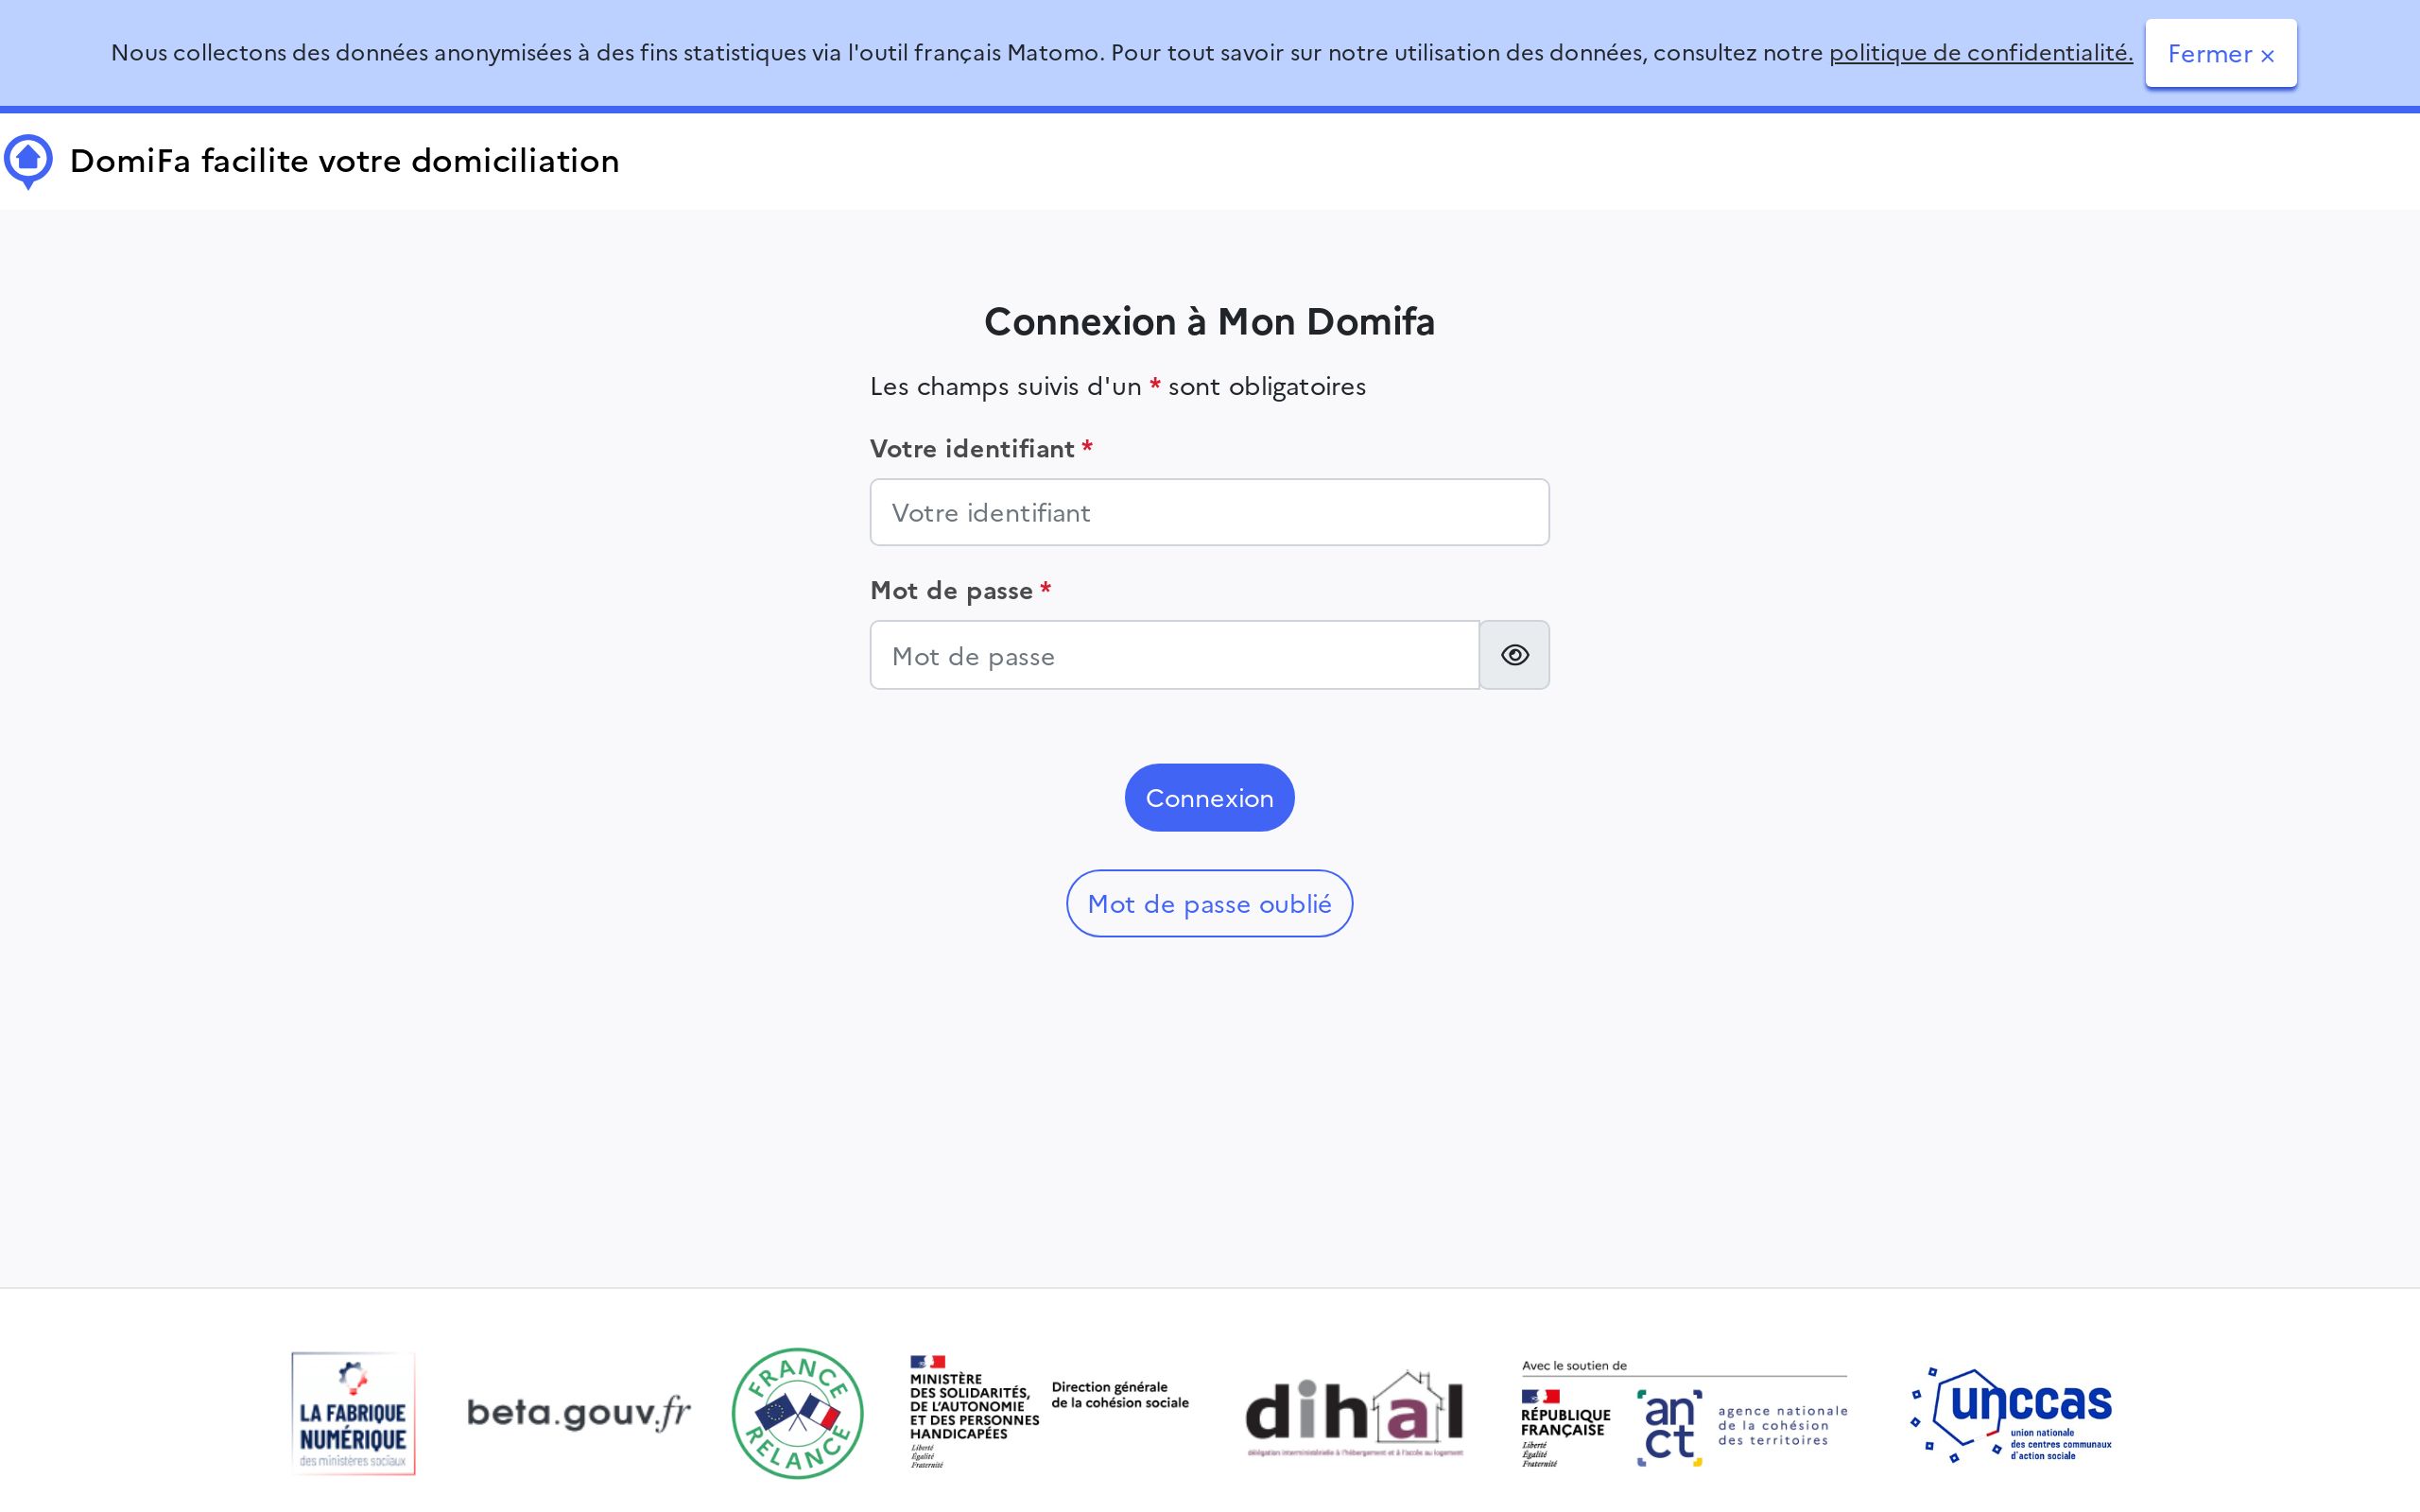 Nous collectons des données anonymisées à des fins statistiques via l'outil français Matomo. Pour tout savoir sur notre utilisation des données, consultez notre politique de confidentialité.
Fermer ×
DomiFa facilite votre domiciliation
Connexion à Mon Domifa
Les champs suivis d'un * sont obligatoires
Votre identifiant *
Votre identifiant
Mot de passe *
Mot de passe
Connexion
Mot de passe oublié
LA FABRIQUE
NUMÉRIQUE
des ministères sociaux
beta.gouv.fr
FRANCE
RELANCE
MINISTÈRE
DES SOLIDARITÉS,
DE L'AUTONOMIE
ET DES PERSONNES
HANDICAPÉES
Liberté
Égalité
Fraternité
Direction générale
de la cohésion sociale
dihal
délégation interministérielle à l'hébergement et à l'accès au logement
Avec le soutien de
RÉPUBLIQUE
FRANÇAISE
Liberté
Égalité
Fraternité
an
ct
agence nationale
de la cohésion
des territoires
unccas
union nationale
des centres communaux
d'action sociale